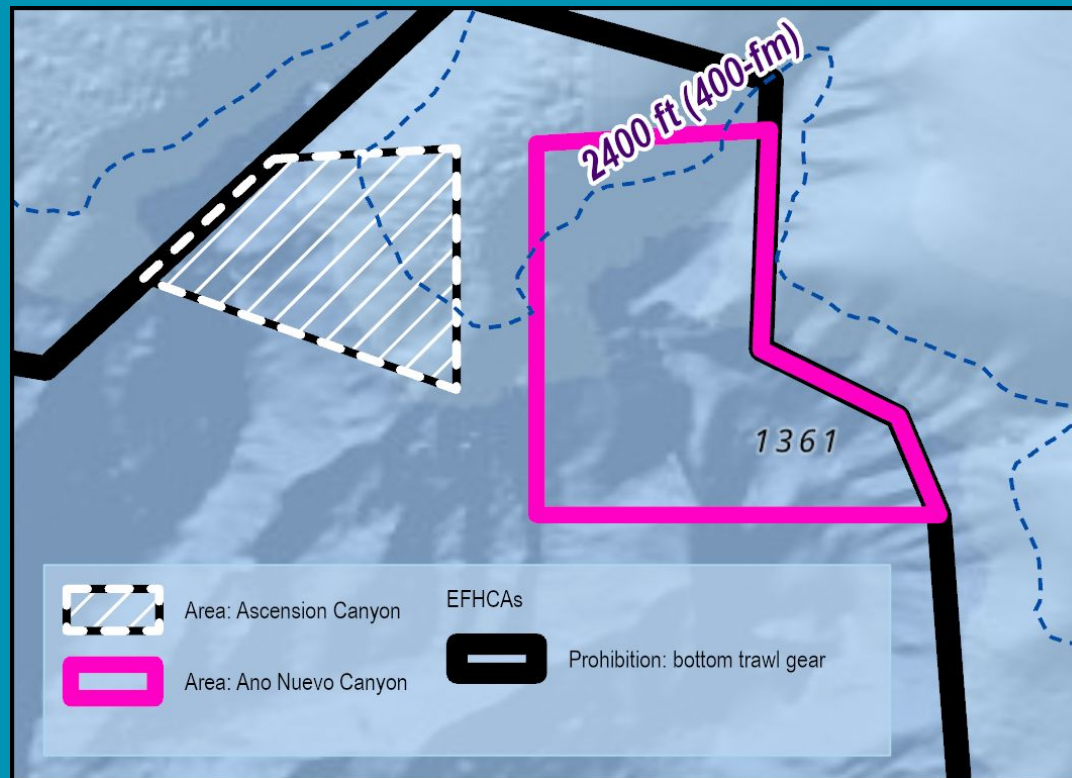 2400 ft (400-fm)
1361
Area: Ascension Canyon
Area: Ano Nuevo Canyon
EFHCAs
Prohibition: bottom trawl gear